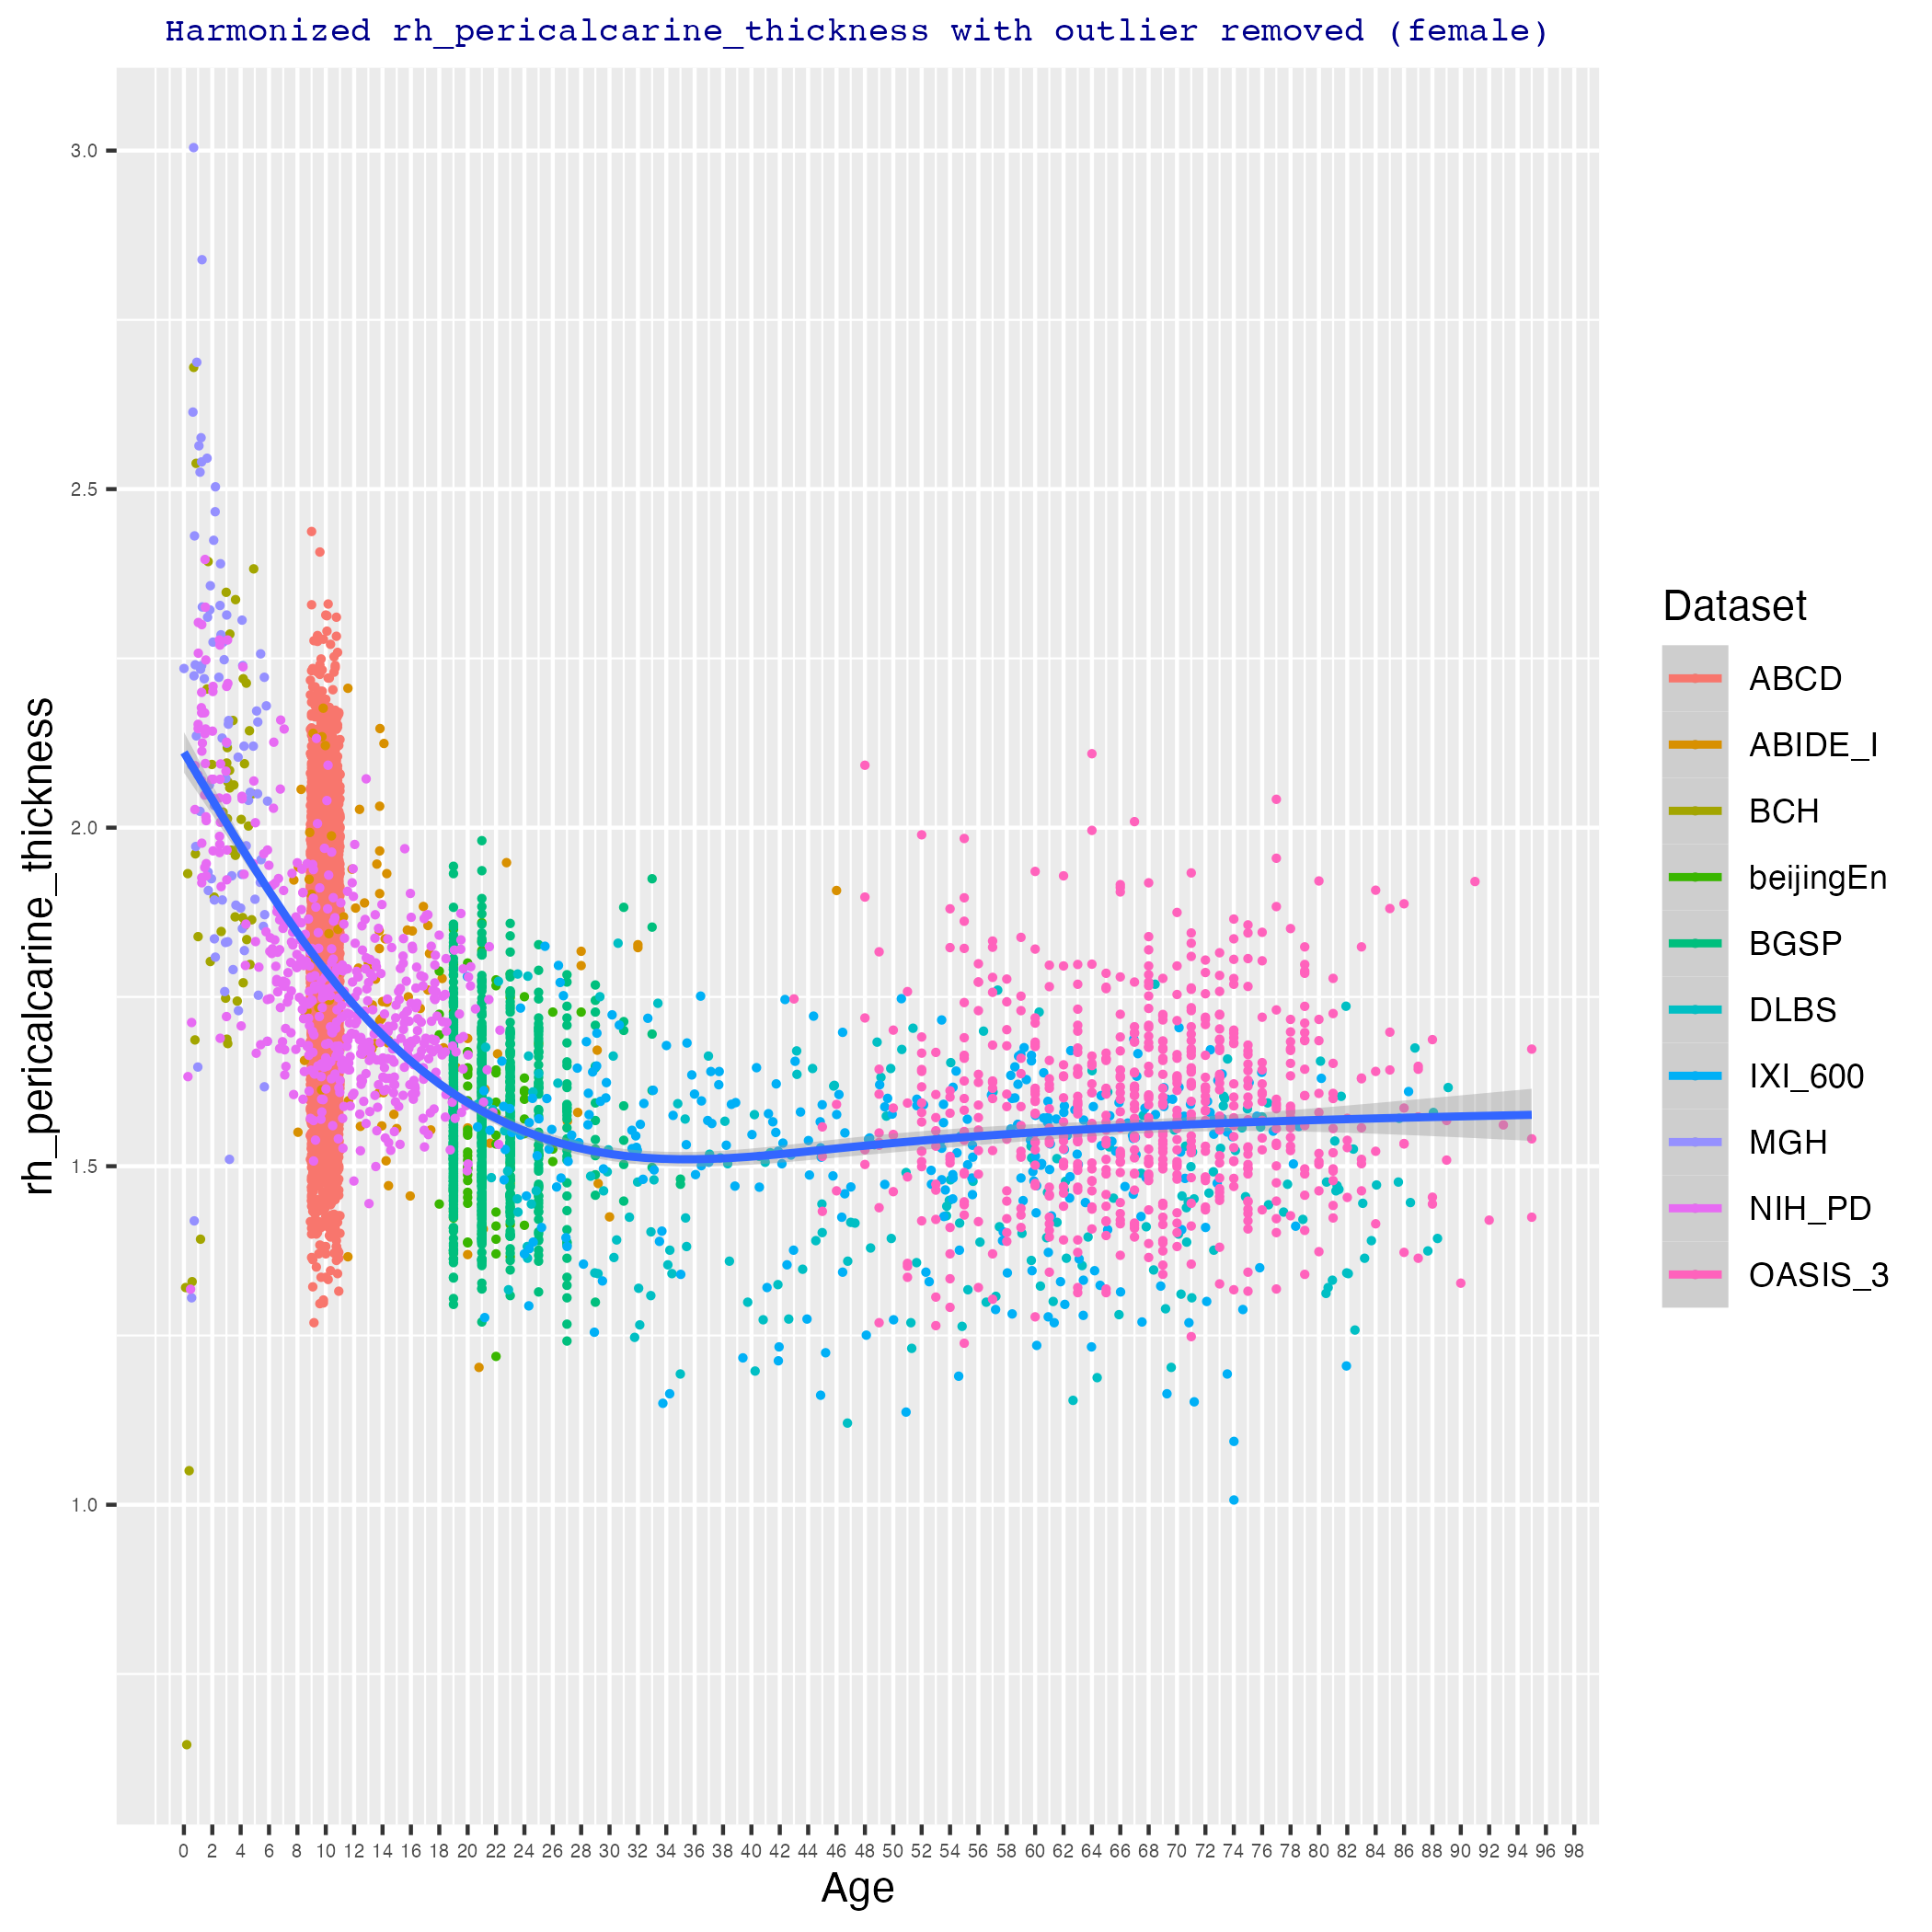 Harmonized rh_pericalcarine_thickness with outlier removed (female)
rh_pericalcarine_thickness
3.0
2.5
2.0
1.5
1.0
0 2 4 6 8 10 12 14 16 18 20 22 24 26 28 30 32 34 36 38 40 42 44 46 48 50 52 54 56 58 60 62 64 66 68 70 72 74 76 78 80 82 84 86 88 90 92 94 96 98
Age
Dataset
ABCD
ABIDE_I
BCH
beijingEn
BGSP
DLBS
IXI_600
MGH
NIH_PD
OASIS_3